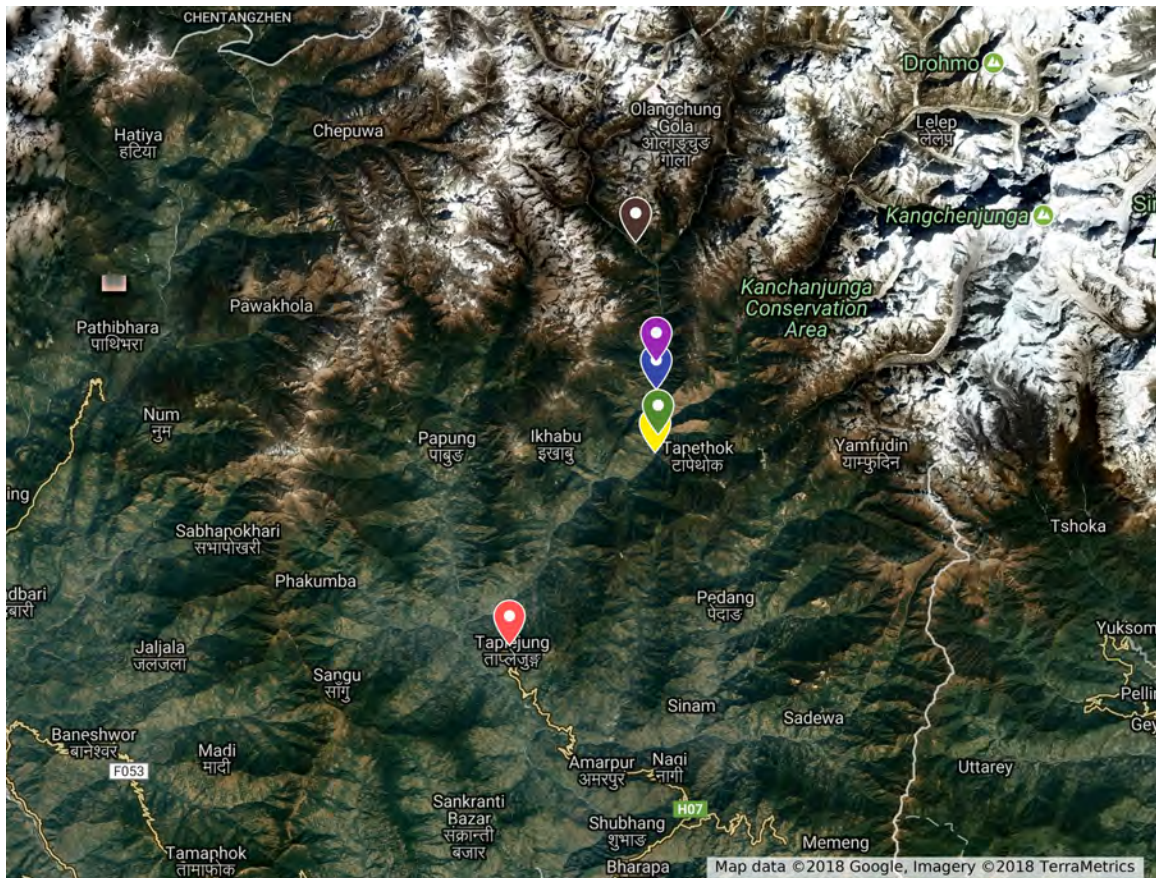 CHENTANGZHEN
Drohmo
Olangchung
Gola
ओलाङ्चुङ
गोला
Lelep
लेलेप
Hatiya
हटिया
Chepuwa
Kangchenjunga
Kanchanjunga
Conservation
Area
Pawakhola
Pathibhara
पाथिभरा
Num
नुम
Papung
पाबुङ
Ikhabu
इखाबु
Tapethok
टापेथोक
Yamfudin
याम्फुदिन
ing
Sabhapokhari
सभापोखरी
Tshoka
Phakumba
Pedang
पेदाङ
Yuksom
Jaljala
जलजला
Taplejung
ताप्लेजुङ्ग
Sangu
साँगु
Pellin
Sinam
Sadewa
Baneshwor
बानेश्वर
Madi
मादी
F053
Amarpur
अमरपुर
Nagi
नागी
Uttarey
Sankranti
Bazar
संक्रान्ती
बजार
H07
Shubhang
शुभाङ
Memeng
Tamaphok
तामाफोक
Bharapa
Map data ©2018 Google, Imagery ©2018 TerraMetrics